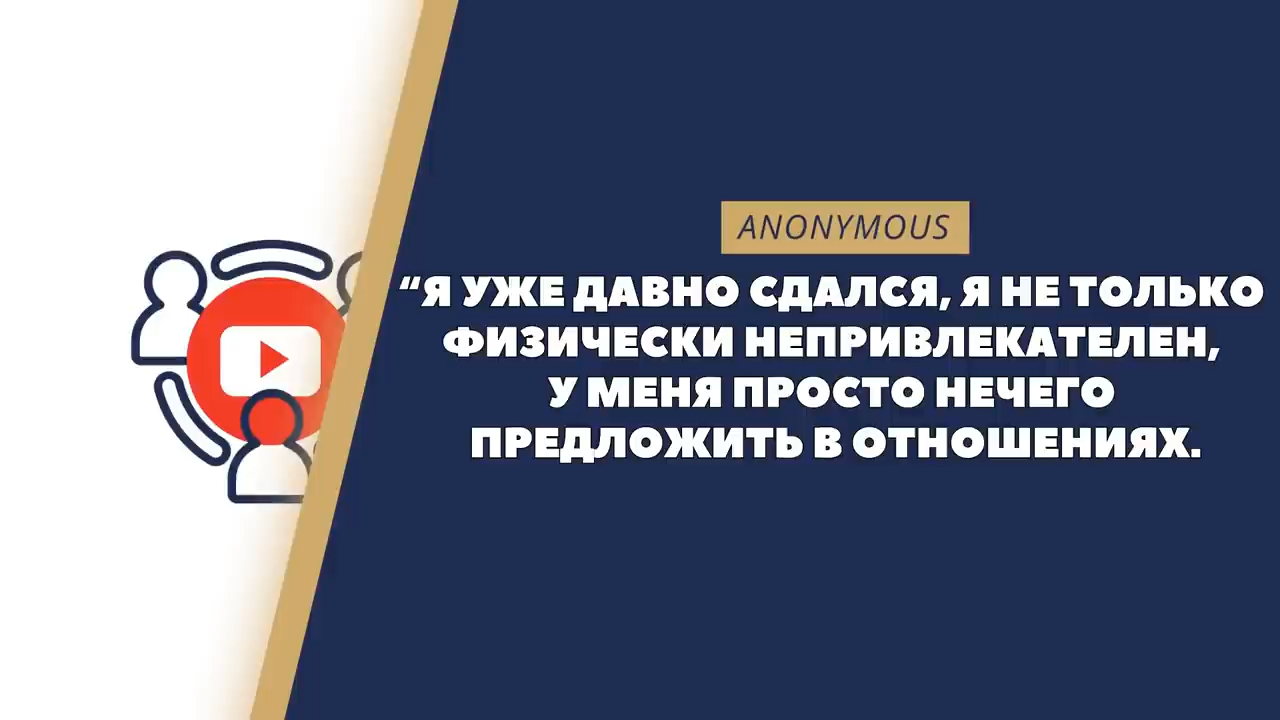 ANONYMOUS
“Я УЖЕ ДАВНО СДАЛСЯ, Я НЕ ТОЛЬКО
ФИЗИЧЕСКИ НЕПРИВЛЕКАТЕЛЕН,
У МЕНЯ ПРОСТО НЕЧЕГО
ПРЕДЛОЖИТЬ В ОТНОШЕНИЯХ.